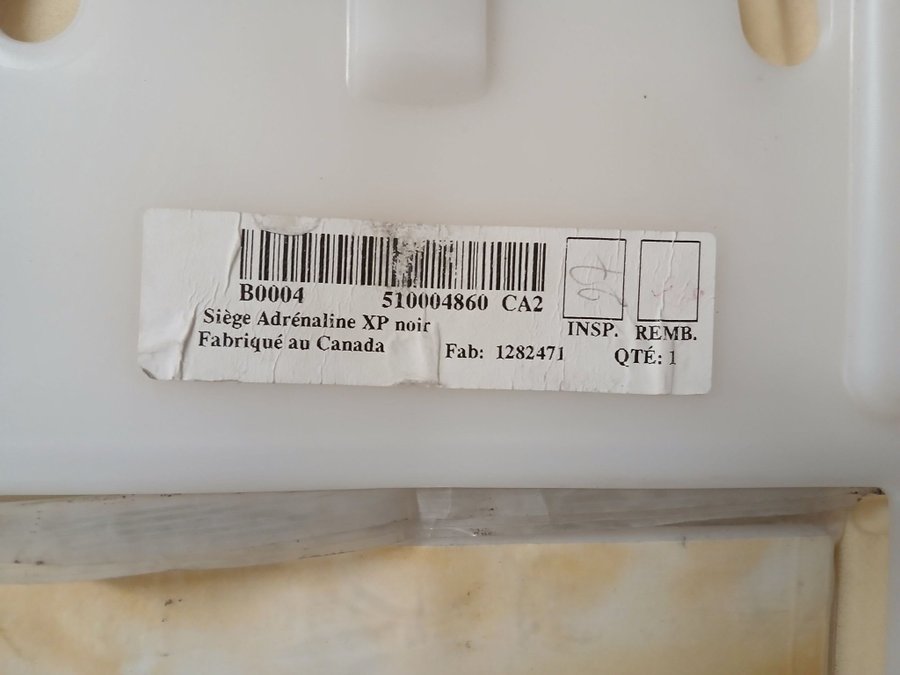 B0004 510004860 CA2
Siège Adrénaline XP noir
Fabriqué au Canada
Fab: 1282471
INSP. REMB.
QTÉ: 1